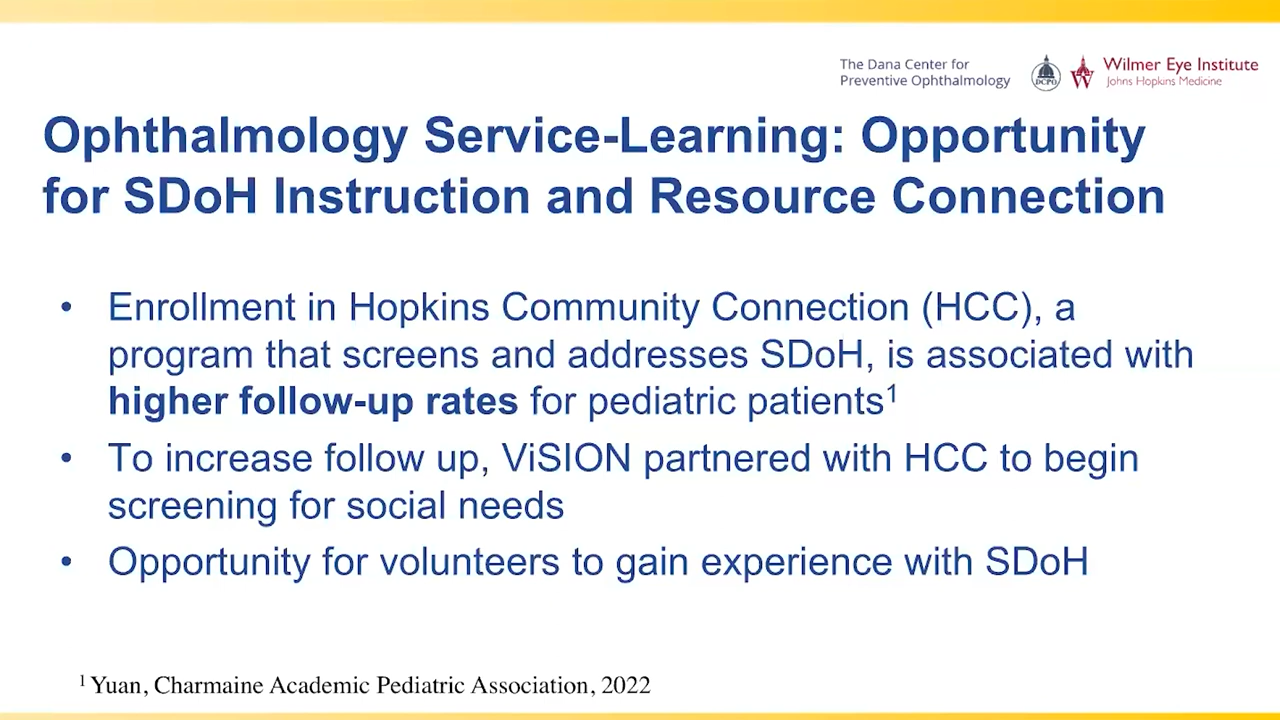 The Dana Center for
Preventive Ophthalmology
DCPO
W
Wilmer Eye Institute
Johns Hopkins Medicine
Ophthalmology Service-Learning: Opportunity
for SDoH Instruction and Resource Connection
• Enrollment in Hopkins Community Connection (HCC), a
program that screens and addresses SDoH, is associated with
higher follow-up rates for pediatric patients¹
• To increase follow up, ViSION partnered with HCC to begin
screening for social needs
• Opportunity for volunteers to gain experience with SDoH
¹ Yuan, Charmaine Academic Pediatric Association, 2022